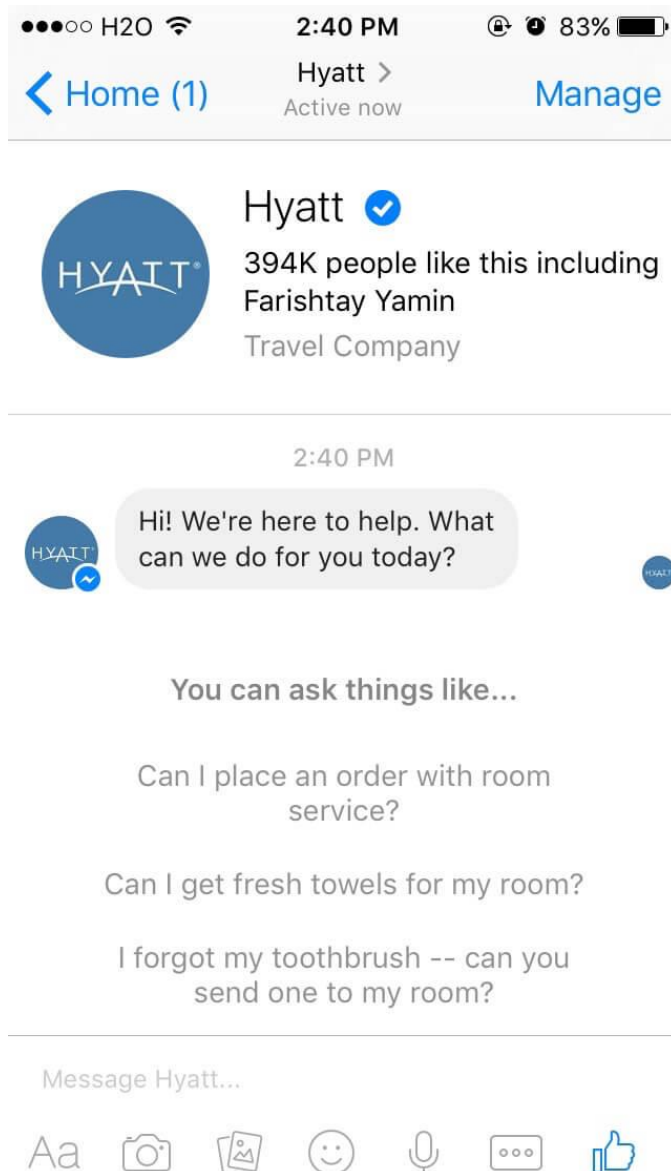 H2O 2:40 PM 83%
Home (1) Hyatt > Manage
Active now
Hyatt
HYATT®
394K people like this including
Farishtay Yamin
Travel Company
2:40 PM
Hi! We're here to help. What
can we do for you today?
HYATT
HYATT
You can ask things like...
Can I place an order with room
service?
Can I get fresh towels for my room?
I forgot my toothbrush -- can you
send one to my room?
Message Hyatt...
Aa